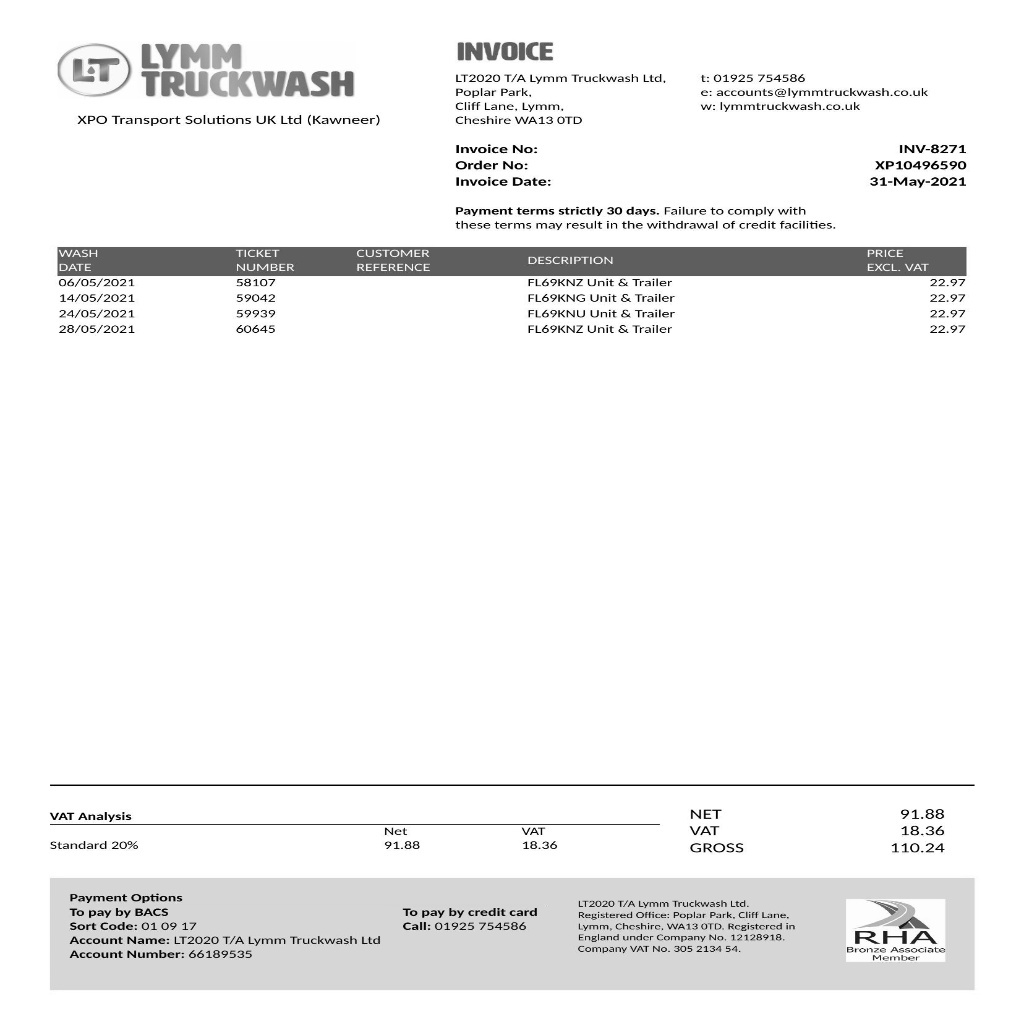 LT LYMM
TRUCKWASH
XPO Transport Solutions UK Ltd (Kawneer)
INVOICE
LT2020 T/A Lymm Truckwash Ltd,
Poplar Park,
Cliff Lane, Lymm,
Cheshire WA13 0TD
t: 01925 754586
e: accounts@lymmtruckwash.co.uk
w: lymmtruckwash.co.uk
Invoice No: INV-8271
Order No: XP10496590
Invoice Date: 31-May-2021
Payment terms strictly 30 days. Failure to comply with
these terms may result in the withdrawal of credit facilities.
WASH DATE TICKET NUMBER CUSTOMER REFERENCE DESCRIPTION PRICE EXCL. VAT
06/05/2021 58107 FL69KNZ Unit & Trailer 22.97
14/05/2021 59042 FL69KNG Unit & Trailer 22.97
24/05/2021 59939 FL69KNU Unit & Trailer 22.97
28/05/2021 60645 FL69KNZ Unit & Trailer 22.97
VAT Analysis
Net VAT
Standard 20% 91.88 18.36
NET 91.88
VAT 18.36
GROSS 110.24
Payment Options
To pay by BACS
Sort Code: 01 09 17
Account Name: LT2020 T/A Lymm Truckwash Ltd
Account Number: 66189535
To pay by credit card
Call: 01925 754586
LT2020 T/A Lymm Truckwash Ltd.
Registered Office: Poplar Park, Cliff Lane,
Lymm, Cheshire, WA13 0TD. Registered in
England under Company No. 12128918.
Company VAT No. 305 2134 54.
RHA
Bronze Associate
Member